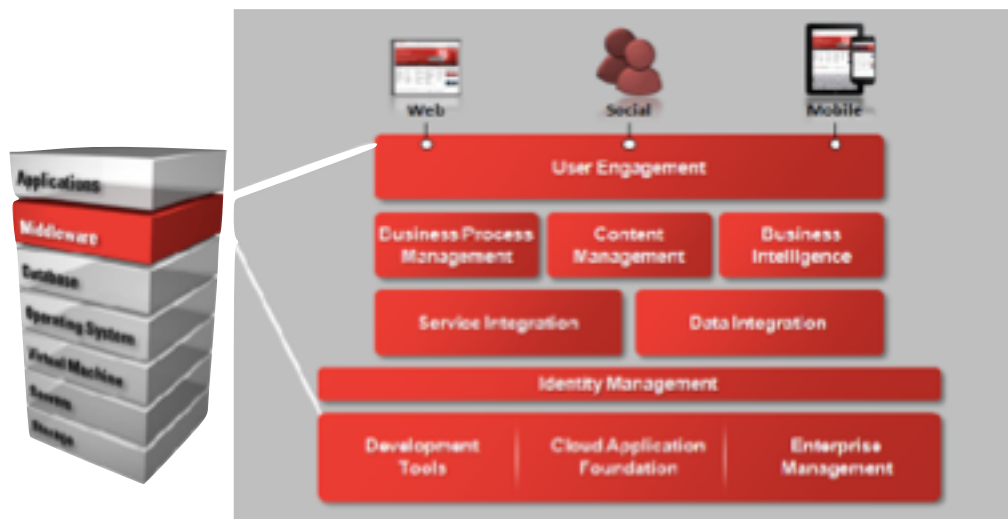 Web
Social
Mobile
User Engagement
Business Process
Management
Content
Management
Business
Intelligence
Service Integration
Data Integration
Identity Management
Development
Tools
Cloud Application
Foundation
Enterprise
Management
Applications
Middleware
Database
Operating System
Virtual Machine
Servers
Storage